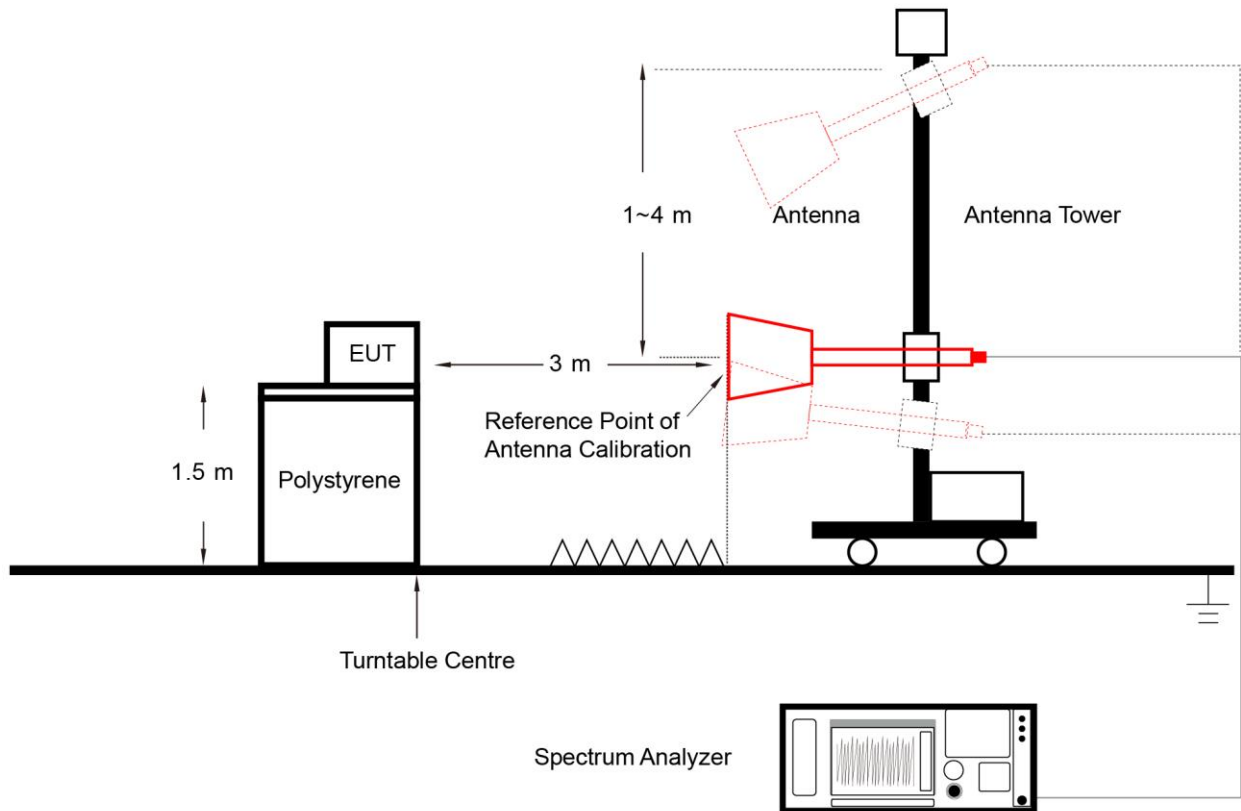 1~4 m
Antenna
Antenna Tower
EUT
3 m
Reference Point of
Antenna Calibration
1.5 m
Polystyrene
Turntable Centre
Spectrum Analyzer